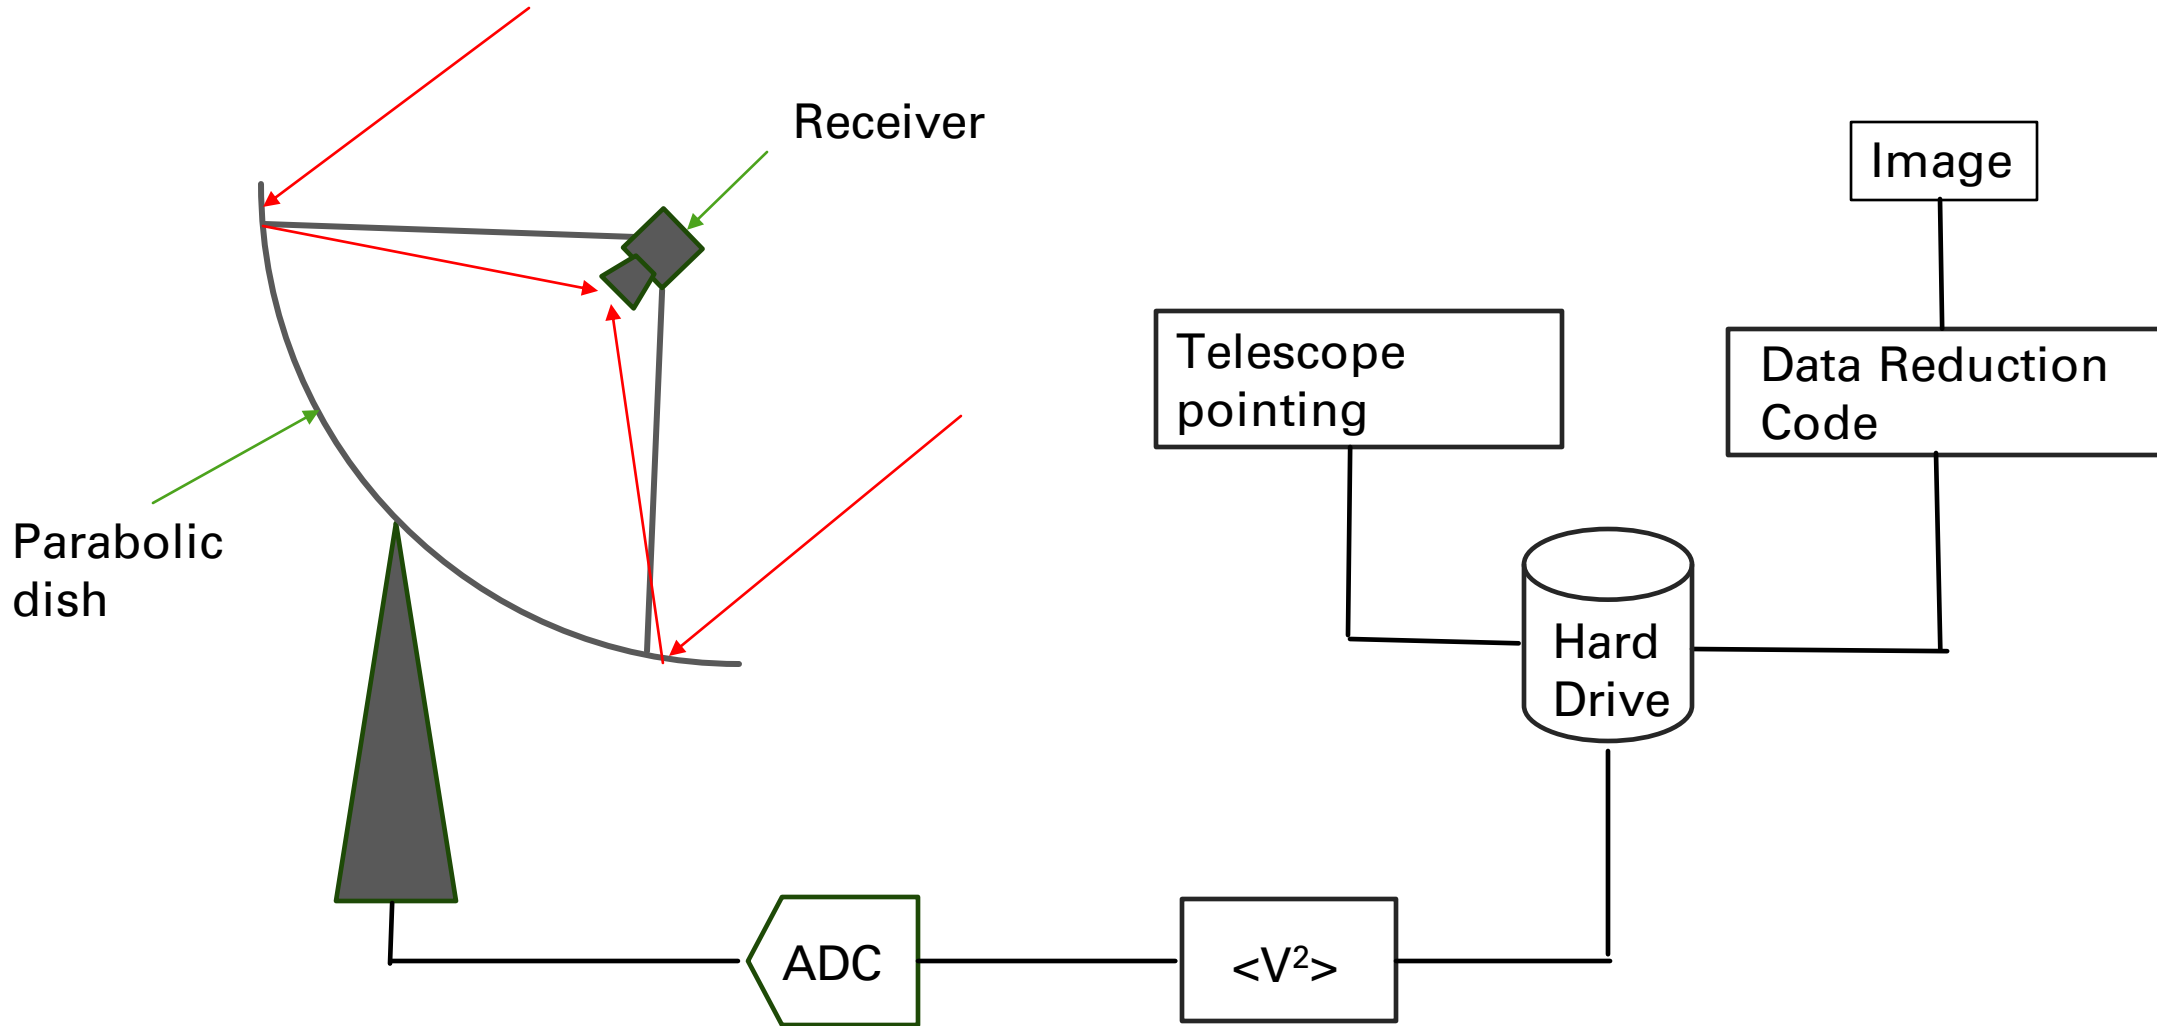 Receiver
Image
Telescope
pointing
Data Reduction
Code
Parabolic
dish
Hard
Drive
ADC
<V²>